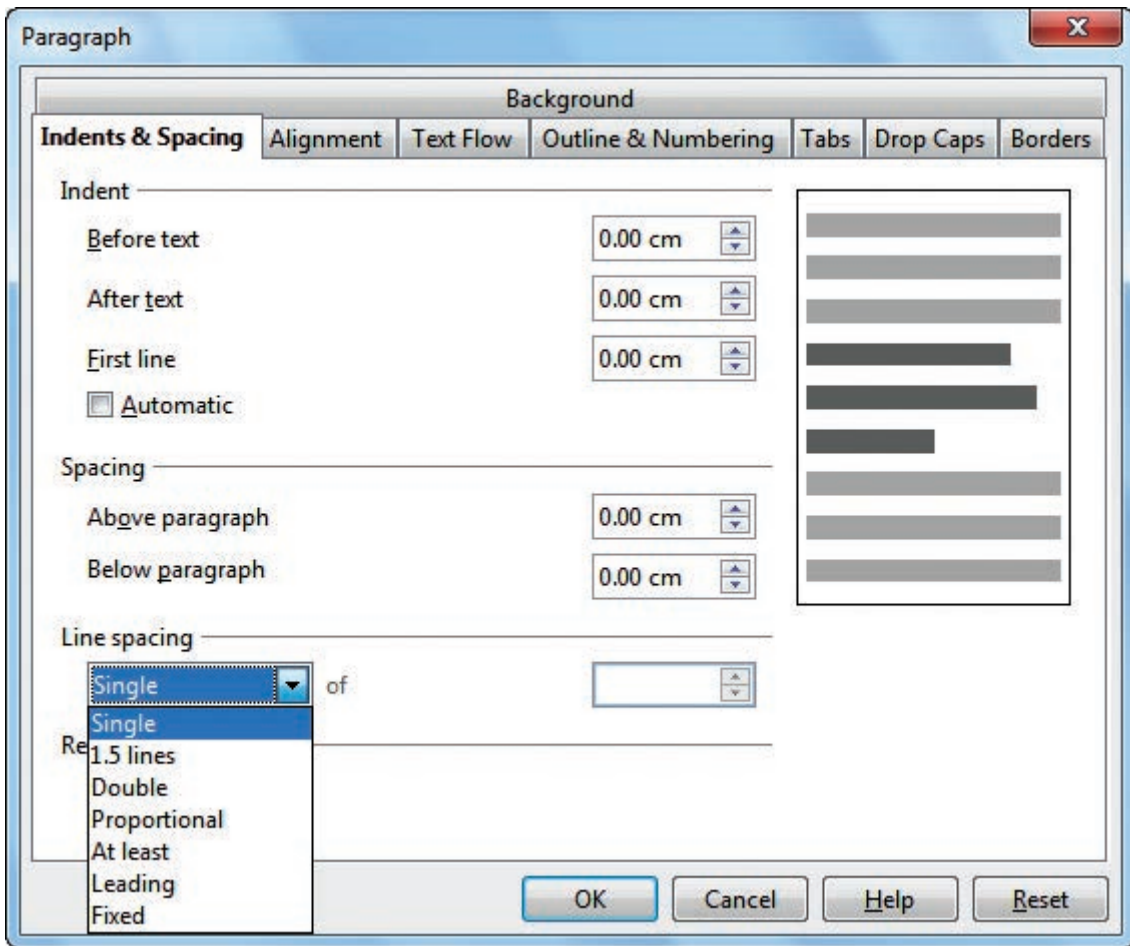 Paragraph
Background
Indents & Spacing Alignment Text Flow Outline & Numbering Tabs Drop Caps Borders
Indent
Before text 0.00 cm
After text 0.00 cm
First line 0.00 cm
Automatic
Spacing
Above paragraph 0.00 cm
Below paragraph 0.00 cm
Line spacing
Single of
Single
Re
1.5 lines
Double
Proportional
At least
Leading
Fixed
OK Cancel Help Reset